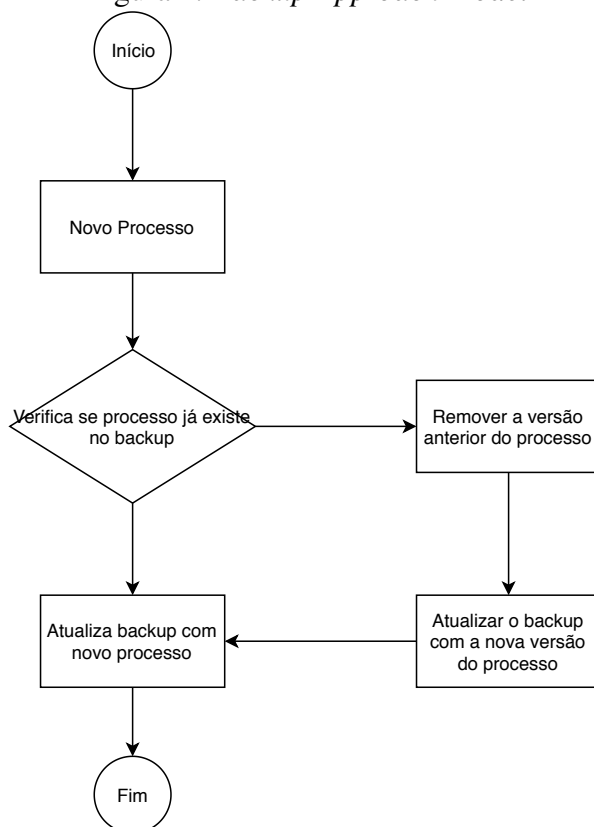 Início
Novo Processo
Verifica se processo já existe
no backup
Remover a versão
anterior do processo
Atualiza backup com
novo processo
Atualizar o backup
com a nova versão
do processo
Fim